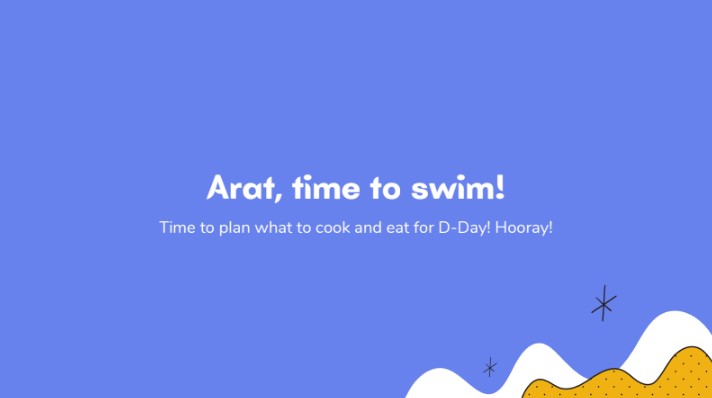 Arat, time to swim!
Time to plan what to cook and eat for D-Day! Hooray!